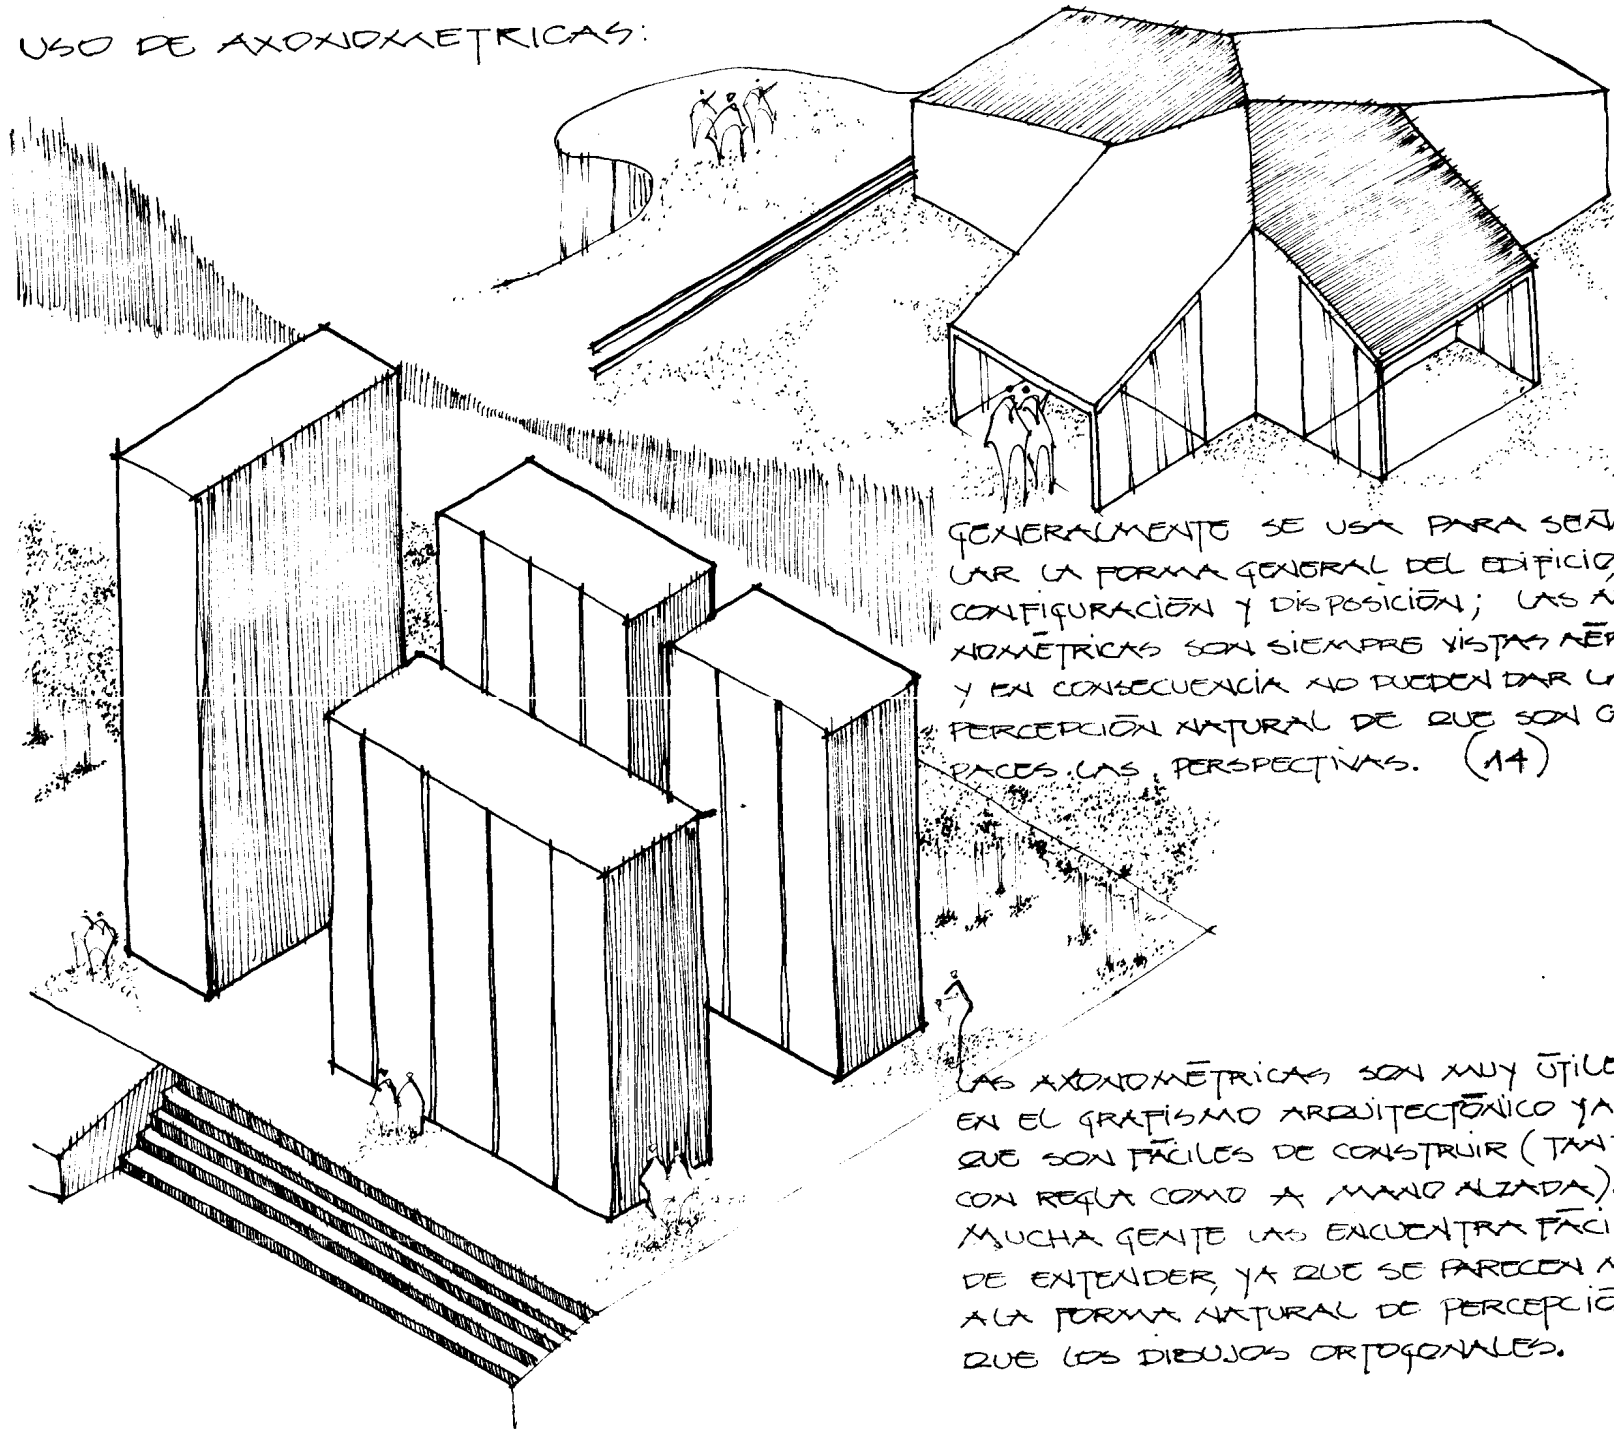 USO DE AXONOMETRICAS:
GENERALMENTE SE USA PARA SEÑA
LAR LA FORMA GENERAL DEL EDIFICIO,
CONFIGURACIÓN Y DISPOSICIÓN; LAS A
NOMÉTRICAS SON SIEMPRE VISTAS AÉR
Y EN CONSECUENCIA NO PUEDEN DAR LA
PERCEPCIÓN NATURAL DE QUE SON C
PACES LAS PERSPECTIVAS. (14)
LAS AXONOMÉTRICAS SON MUY ÚTILE
EN EL GRAFISMO ARQUITECTÓNICO YA
QUE SON FÁCILES DE CONSTRUIR (TANT
CON REGLA COMO A MANO ALZADA).
MUCHA GENTE LAS ENCUENTRA FÁCI
DE ENTENDER, YA QUE SE PARECEN M
A LA FORMA NATURAL DE PERCEPCIÓ
QUE LOS DIBUJOS ORTOGONALES.